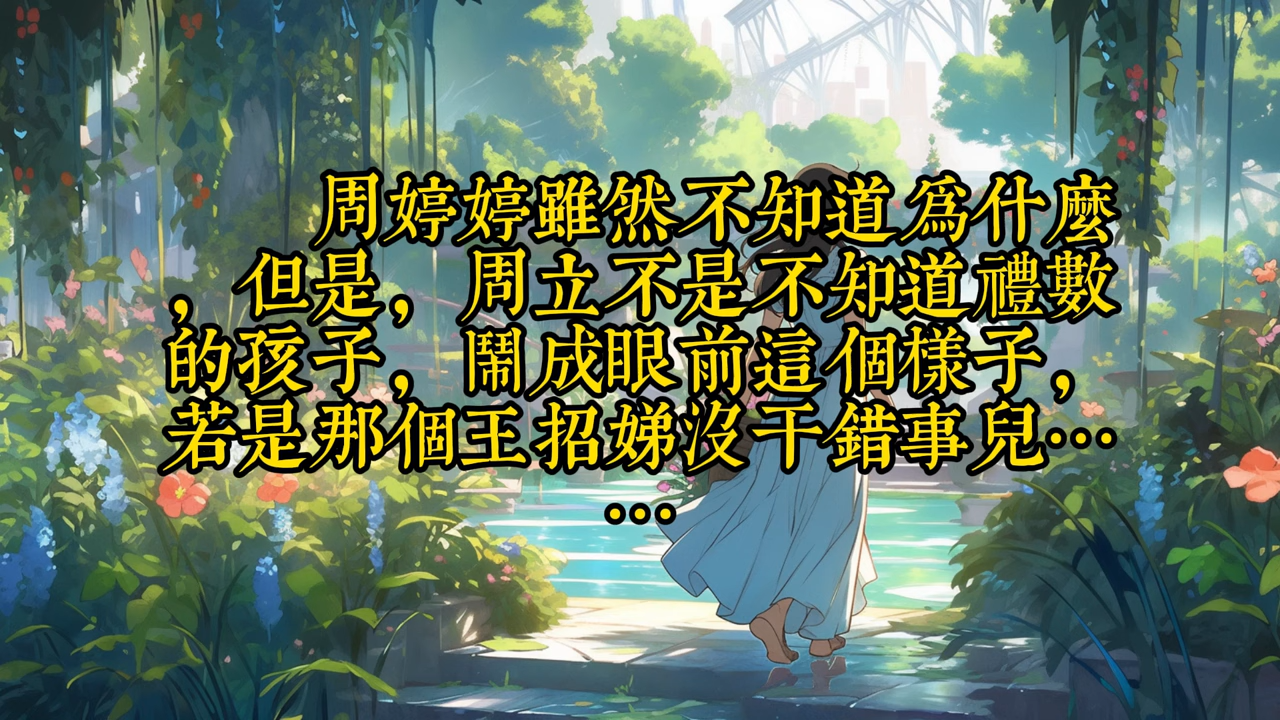 周婷婷雖然不知道爲什麼
，但是，周立不是不知道禮數
的孩子，鬧成眼前這個樣子，
若是那個王招娣沒干錯事兒…
…